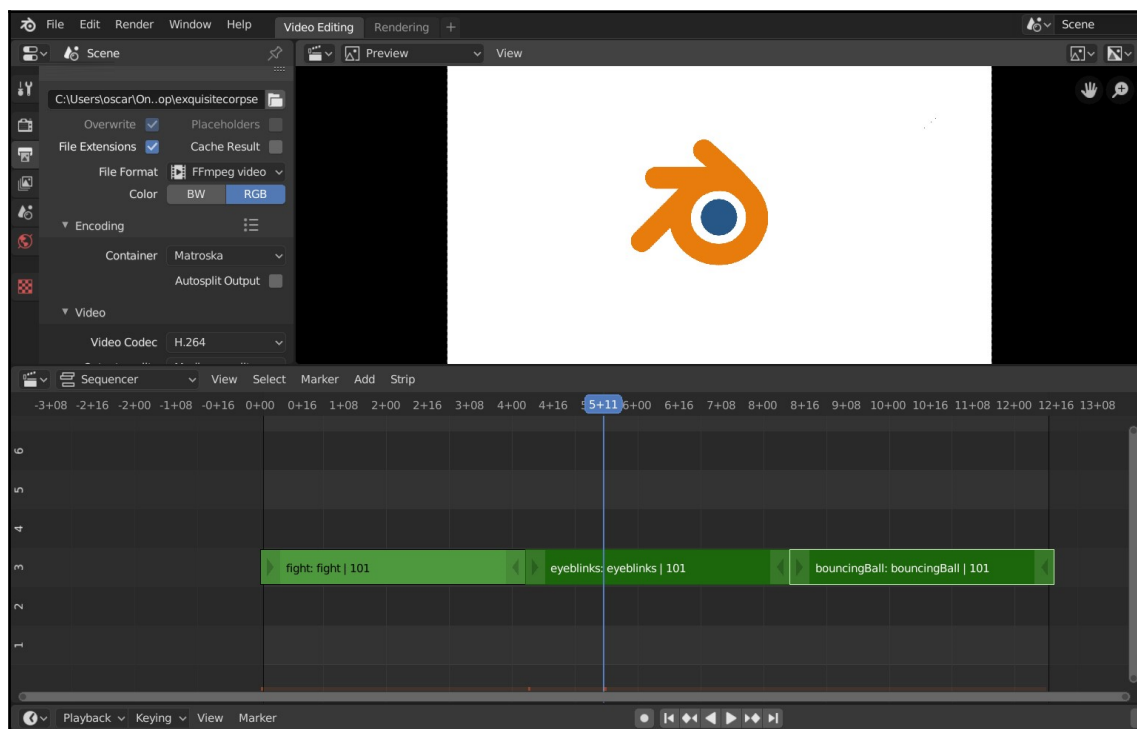 File Edit Render Window Help Video Editing Rendering + Scene
Scene Preview View
C:\Users\oscar\On..op\exquisitecorpse
Overwrite Placeholders
File Extensions Cache Result
File Format FFmpeg video
Color BW RGB
Encoding
Container Matroska
Autosplit Output
Video
Video Codec H.264
Sequencer View Select Marker Add Strip
-3+08 -2+16 -2+00 -1+08 -0+16 0+00 0+16 1+08 2+00 2+16 3+08 4+00 4+16 5+11 6+00 6+16 7+08 8+00 8+16 9+08 10+00 10+16 11+08 12+00 12+16 13+08
6
5
4
3 fight: fight | 101 eyeblinks: eyeblinks | 101 bouncingBall: bouncingBall | 101
2
1
Playback Keying View Marker